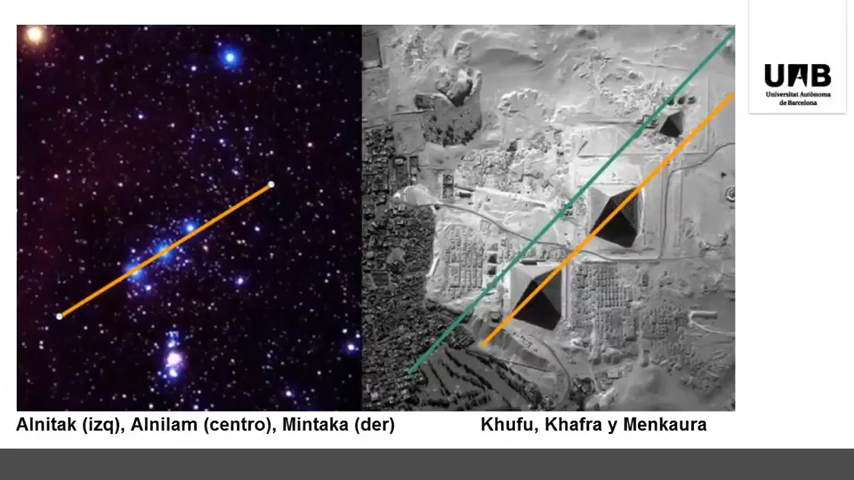 UAB
Universitat Autònoma
de Barcelona
Alnitak (izq), Alnilam (centro), Mintaka (der)
Khufu, Khafra y Menkaura